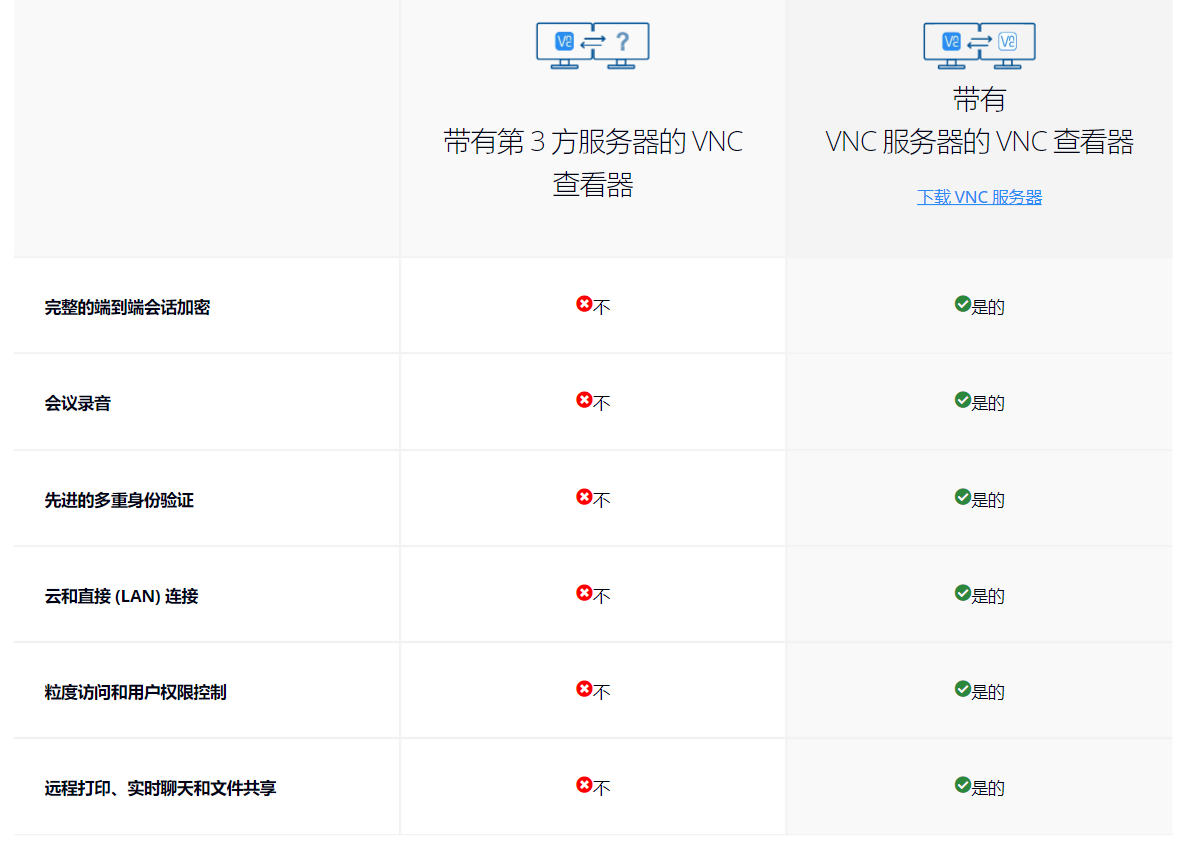 V2
?
V2
V2
带有第 3 方服务器的 VNC
查看器
带有
VNC 服务器的 VNC 查看器
下载 VNC 服务器
完整的端到端会话加密
不
是的
会议录音
不
是的
先进的多重身份验证
不
是的
云和直接 (LAN) 连接
不
是的
粒度访问和用户权限控制
不
是的
远程打印、实时聊天和文件共享
不
是的